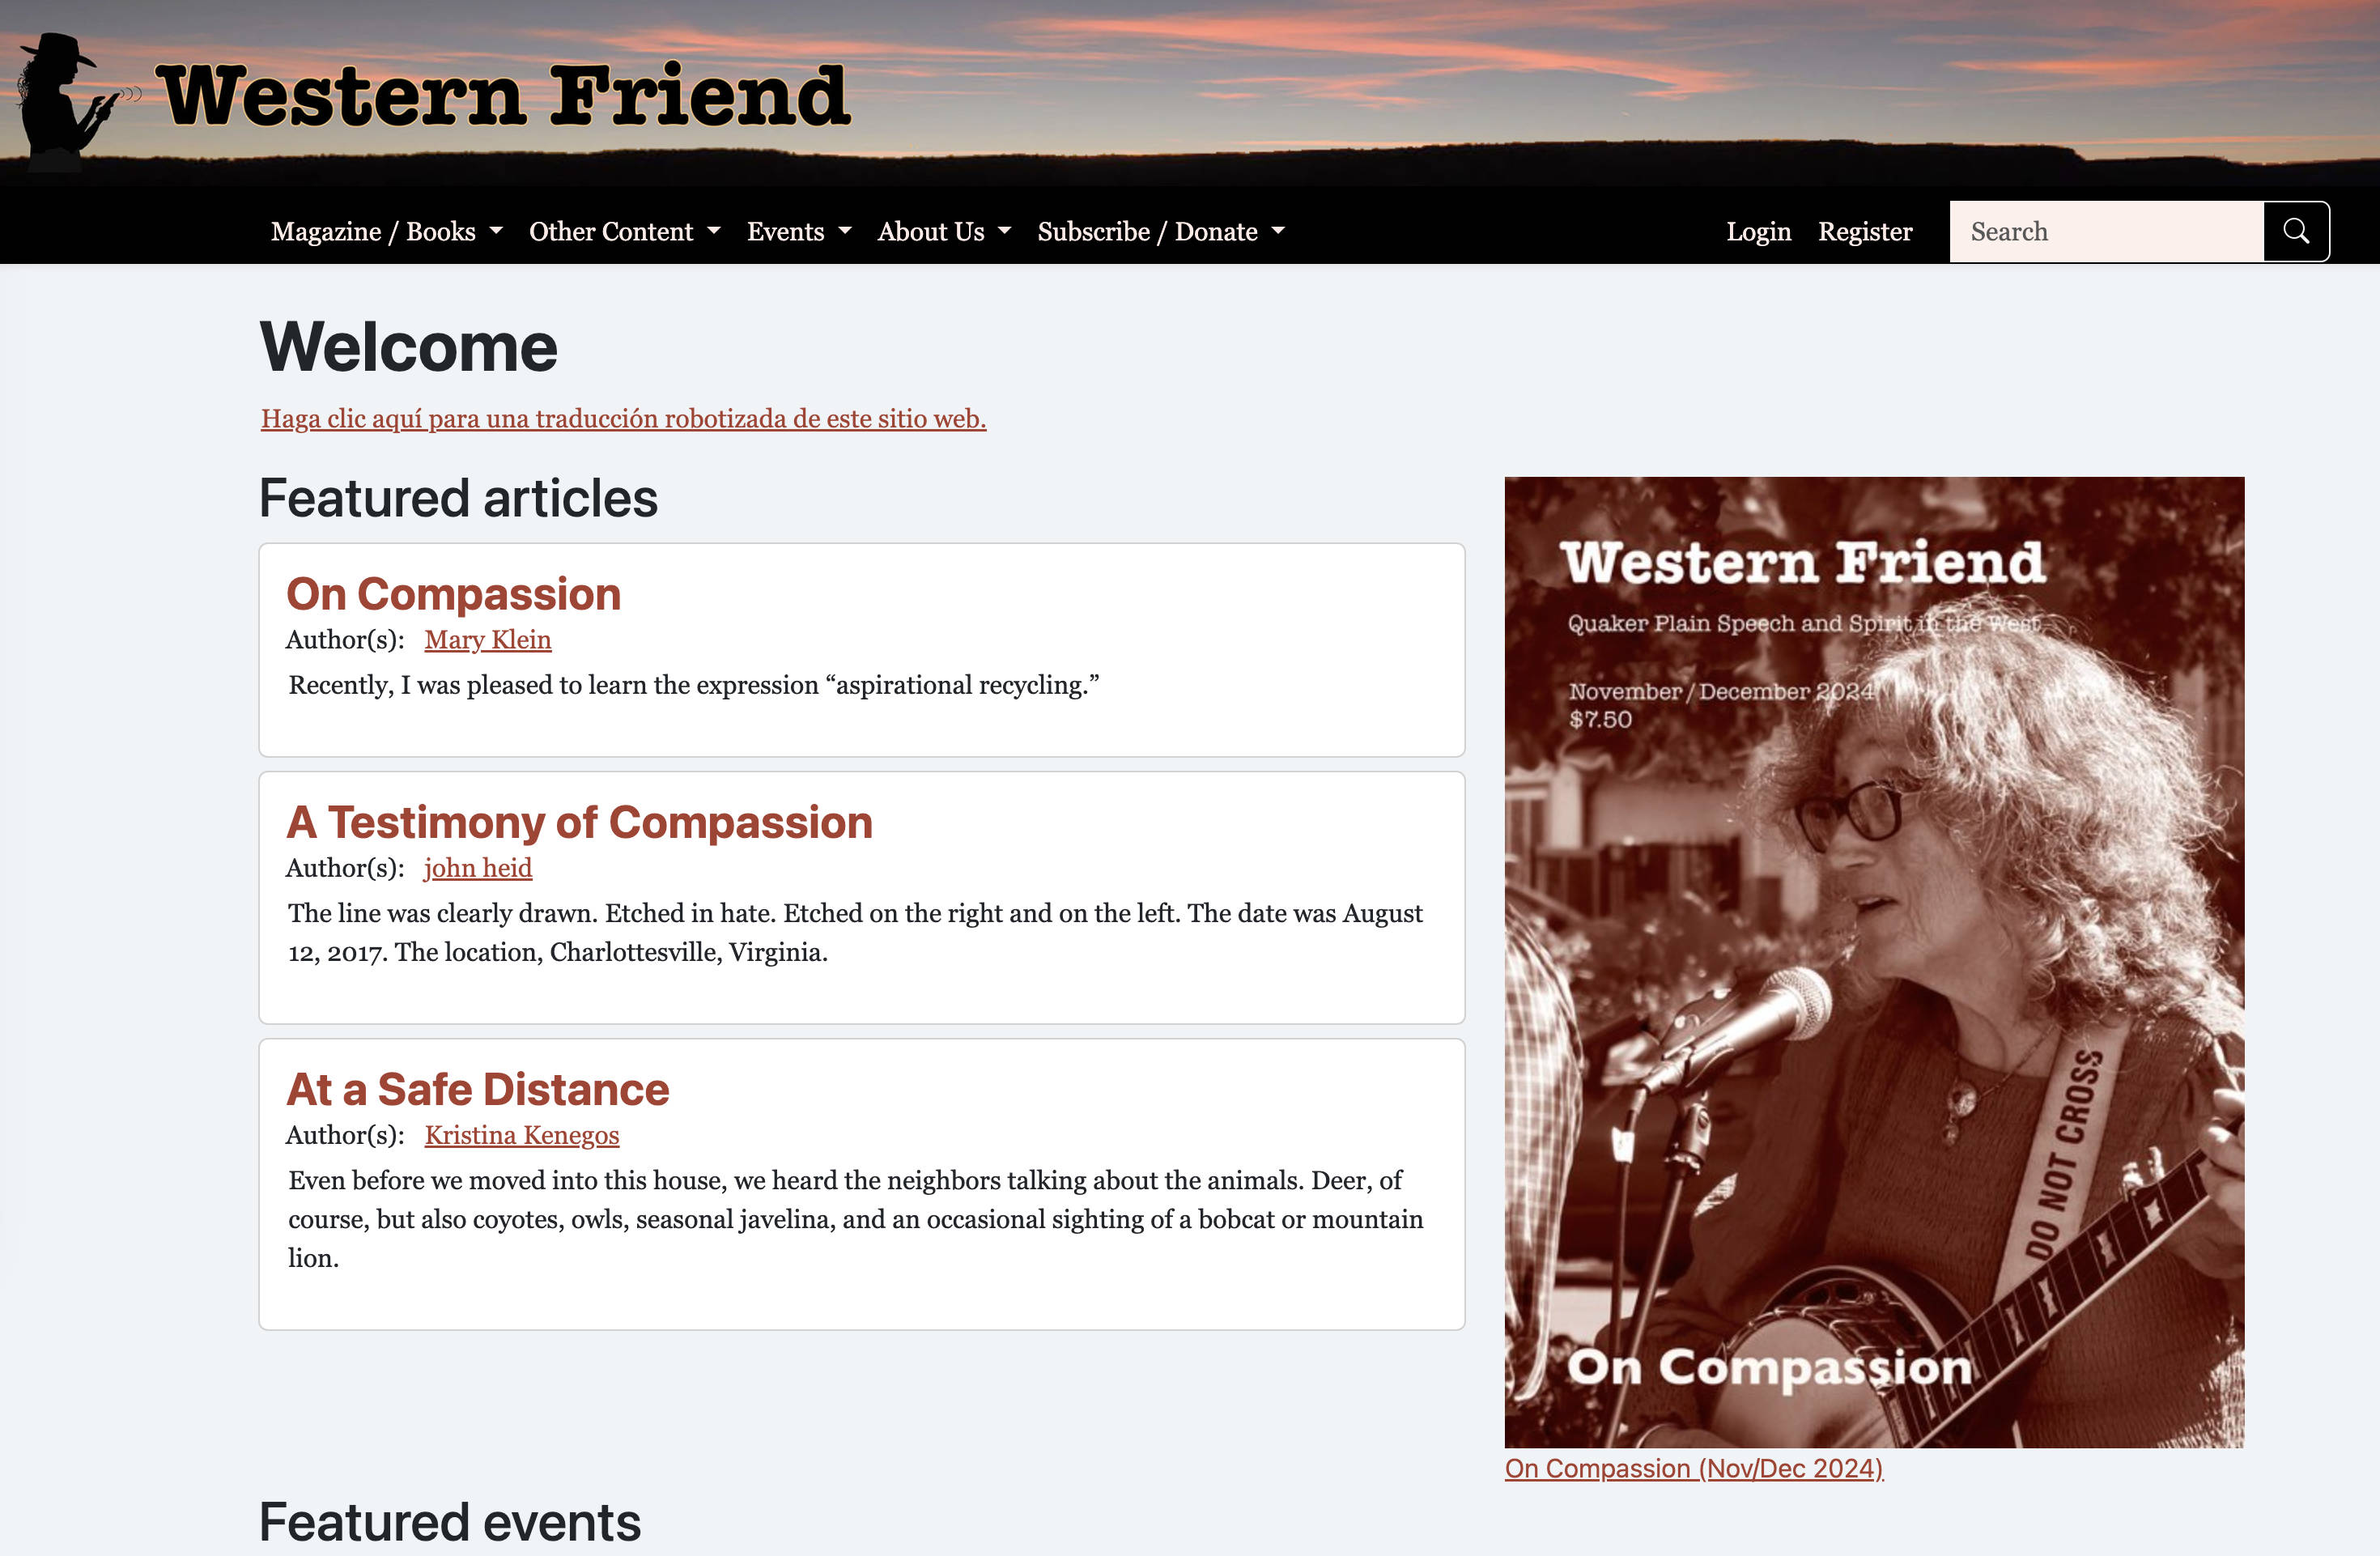 Western Friend
Magazine / Books
Other Content
Events
About Us
Subscribe / Donate
Login
Register
Search
Welcome
Haga clic aquí para una traducción robotizada de este sitio web.
Featured articles
On Compassion
Author(s): Mary Klein
Recently, I was pleased to learn the expression “aspirational recycling.”
A Testimony of Compassion
Author(s): john heid
The line was clearly drawn. Etched in hate. Etched on the right and on the left. The date was August
12, 2017. The location, Charlottesville, Virginia.
At a Safe Distance
Author(s): Kristina Kenegos
Even before we moved into this house, we heard the neighbors talking about the animals. Deer, of
course, but also coyotes, owls, seasonal javelina, and an occasional sighting of a bobcat or mountain
lion.
Western Friend
Quaker Plain Speech and Spirit in the West
November / December 2024
$7.50
DO NOT CROSS
On Compassion
On Compassion (Nov/Dec 2024)
Featured events